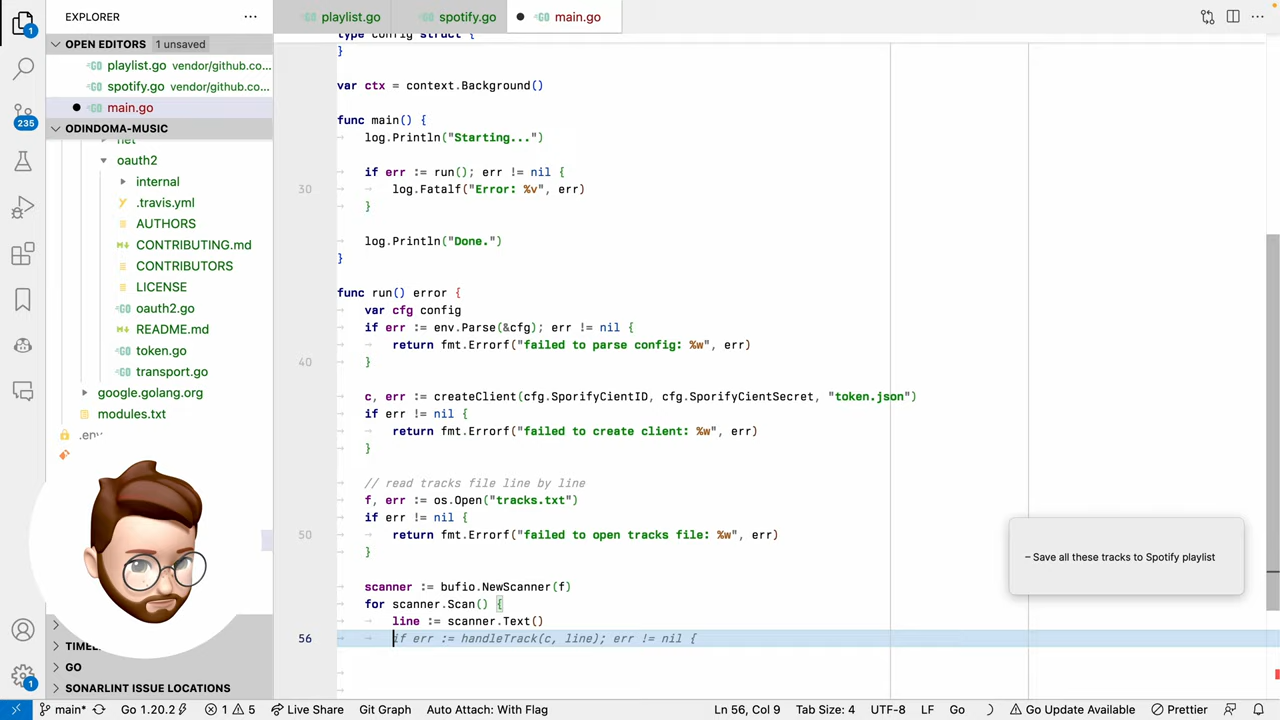 EXPLORER
playlist.go
spotify.go
main.go
OPEN EDITORS
1 unsaved
playlist.go vendor/github.co...
spotify.go vendor/github.co...
main.go
ODINDOMA-MUSIC
net
oauth2
internal
.travis.yml
AUTHORS
CONTRIBUTING.md
CONTRIBUTORS
LICENSE
GO oauth2.go
README.md
GO token.go
GO transport.go
google.golang.org
modules.txt
.env
TIMEL
GO
SONARLINT ISSUE LOCATIONS
1
235
1
type config struct {
}
var ctx = context.Background()
func main() {
log.Println("Starting...")
if err := run(); err != nil {
30 log.Fatalf("Error: %v", err)
}
log.Println("Done.")
}
func run() error {
var cfg config
if err := env.Parse(&cfg); err != nil {
return fmt.Errorf("failed to parse config: %w", err)
40 }
c, err := createClient(cfg.SporifyCientID, cfg.SporifyCientSecret, "token.json")
if err != nil {
return fmt.Errorf("failed to create client: %w", err)
}
// read tracks file line by line
f, err := os.Open("tracks.txt")
if err != nil {
50 return fmt.Errorf("failed to open tracks file: %w", err)
}
scanner := bufio.NewScanner(f)
for scanner.Scan() {
line := scanner.Text()
56 if err := handleTrack(c, line); err != nil {
– Save all these tracks to Spotify playlist
main* Go 1.20.2 1 5 Live Share Git Graph Auto Attach: With Flag Ln 56, Col 9 Tab Size: 4 UTF-8 LF Go Go Update Available Prettier